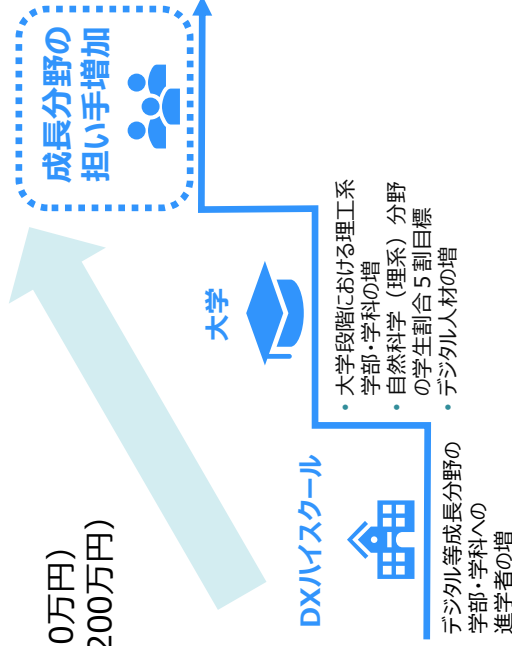 0万円）
200万円）
DXハイスクール
デジタル等成長分野の
学部・学科への
進学者の増
大学
・大学段階における理工系
学部・学科の増
・自然科学（理系）分野
の学生割合５割目標
・デジタル人材の増
成長分野の
担い手増加